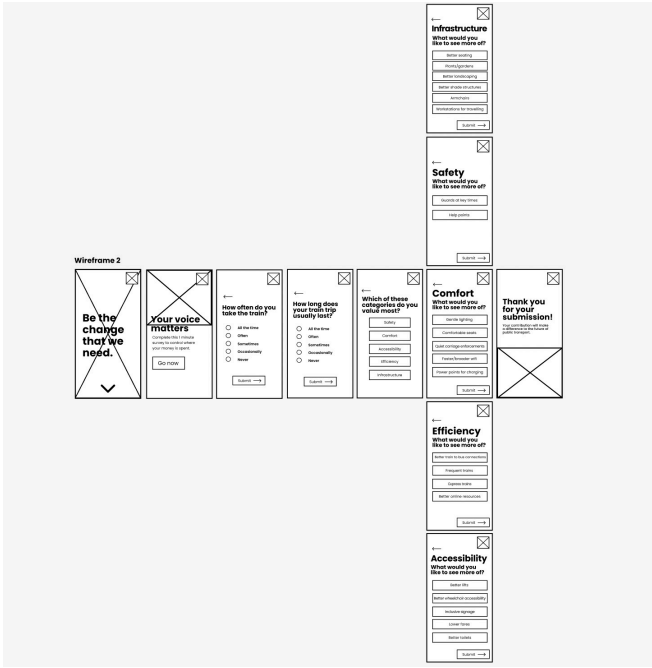 Infrastructure
What would you
like to see more of?
Better seating
Plants/gardens
Better landscaping
Better shade structures
Armchairs
Workstations for travelling
Submit
Safety
What would you
like to see more of?
Guards at key times
Help points
Submit
Wireframe 2
Be the
change
that we
need.
Your voice
matters
Complete this 1 minute
survey to control where
your money is spent.
Go now
How often do you
take the train?
All the time
Often
Sometimes
Occasionally
Never
Submit
How long does
your train trip
usually last?
All the time
Often
Sometimes
Occasionally
Never
Submit
Which of these
categories do you
value most?
Safety
Comfort
Accessibility
Efficiency
Infrastructure
Comfort
What would you
like to see more of?
Gentle lighting
Comfortable seats
Quiet carriage enforcements
Faster/broader wifi
Power points for charging
Submit
Thank you
for your
submission!
Your contribution will make
a difference to the future of
public transport.
Efficiency
What would you
like to see more of?
Better train to bus connections
Frequent trains
Express trains
Better online resources
Submit
Accessibility
What would you
like to see more of?
Better lifts
Better wheelchair accessibility
Inclusive signage
Lower fares
Better toilets
Submit